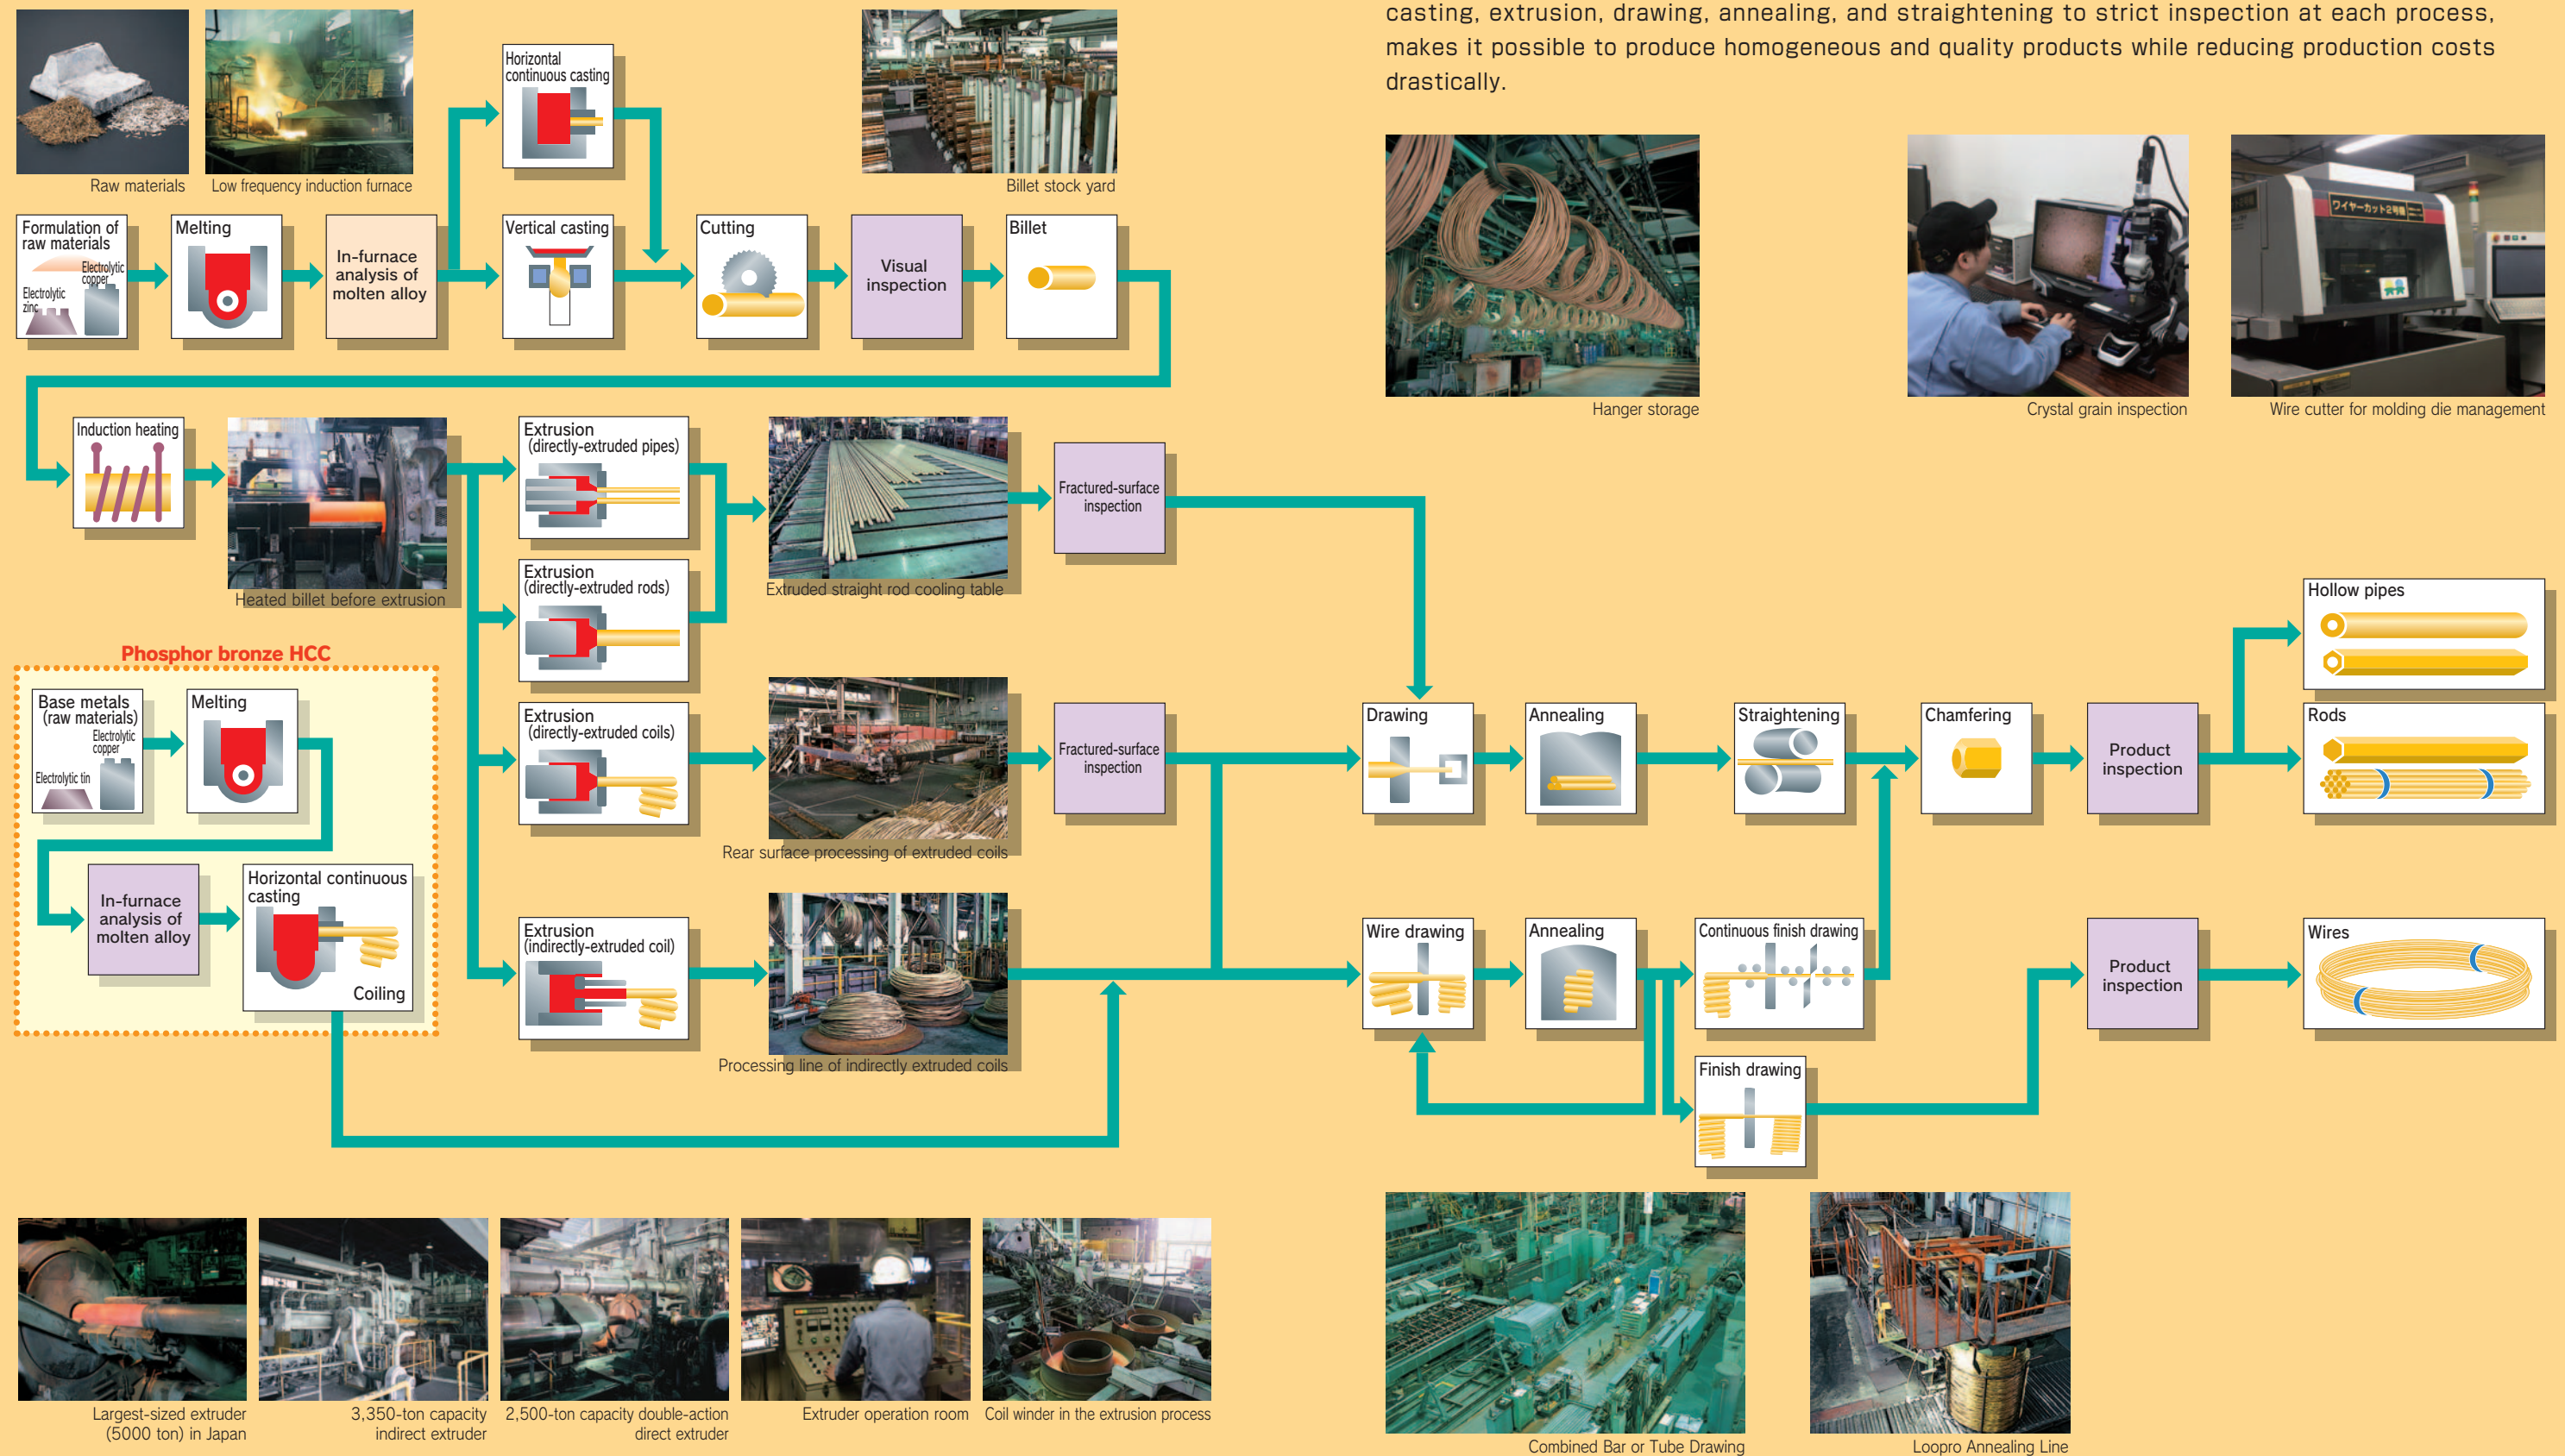 casting, extrusion, drawing, annealing, and straightening to strict inspection at each process,
makes it possible to produce homogeneous and quality products while reducing production costs
drastically.
Raw materials
Low frequency induction furnace
Horizontal
continuous casting
Billet stock yard
Formulation of
raw materials
Electrolytic
copper
Electrolytic
zinc
Melting
In-furnace
analysis of
molten alloy
Vertical casting
Cutting
Visual
inspection
Billet
ワイヤーカット2号機
Hanger storage
Crystal grain inspection
Wire cutter for molding die management
Induction heating
Heated billet before extrusion
Extrusion
(directly-extruded pipes)
Extrusion
(directly-extruded rods)
Extruded straight rod cooling table
Fractured-surface
inspection
Phosphor bronze HCC
Base metals
(raw materials)
Electrolytic
copper
Electrolytic tin
Melting
In-furnace
analysis of
molten alloy
Horizontal continuous
casting
Coiling
Extrusion
(directly-extruded coils)
Rear surface processing of extruded coils
Fractured-surface
inspection
Extrusion
(indirectly-extruded coil)
Processing line of indirectly extruded coils
Drawing
Annealing
Straightening
Chamfering
Product
inspection
Hollow pipes
Rods
Wire drawing
Annealing
Continuous finish drawing
Finish drawing
Product
inspection
Wires
Largest-sized extruder
(5000 ton) in Japan
3,350-ton capacity
indirect extruder
2,500-ton capacity double-action
direct extruder
Extruder operation room
Coil winder in the extrusion process
Combined Bar or Tube Drawing
Loopro Annealing Line